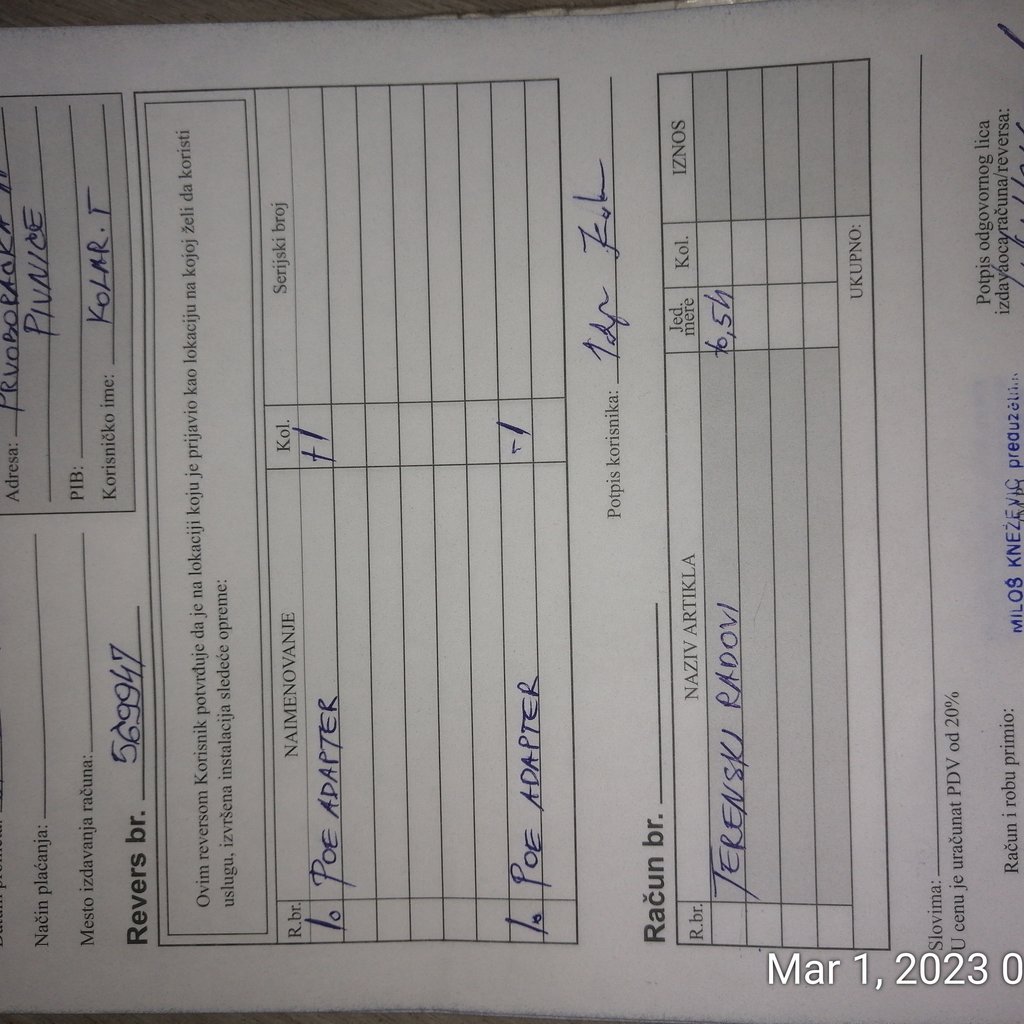 Adresa: PRVOBORACKA
PIVNICE
PIB:
Korisničko ime: KOLAR.T
Način plaćanja:
Mesto izdavanja računa:
Revers br. 569947
Ovim reversom Korisnik potvrđuje da je na lokaciji koju je prijavio kao lokaciju na kojoj želi da koristi
uslugu, izvršena instalacija sledeće opreme:
R.br. NAIMENOVANJE Kol. Serijski broj
1. POE ADAPTER +1
1. POE ADAPTER -1
Potpis korisnika:
Račun br.
R.br. NAZIV ARTIKLA Jed. mere Kol. IZNOS
TERENSKI RADOVI
UKUPNO:
Slovima:
U cenu je uračunat PDV od 20%
Račun i robu primio:
MILOŠ KNEŽEVIĆ
Potpis odgovornog lica
izdavaoca računa/reversa:
Mar 1, 2023